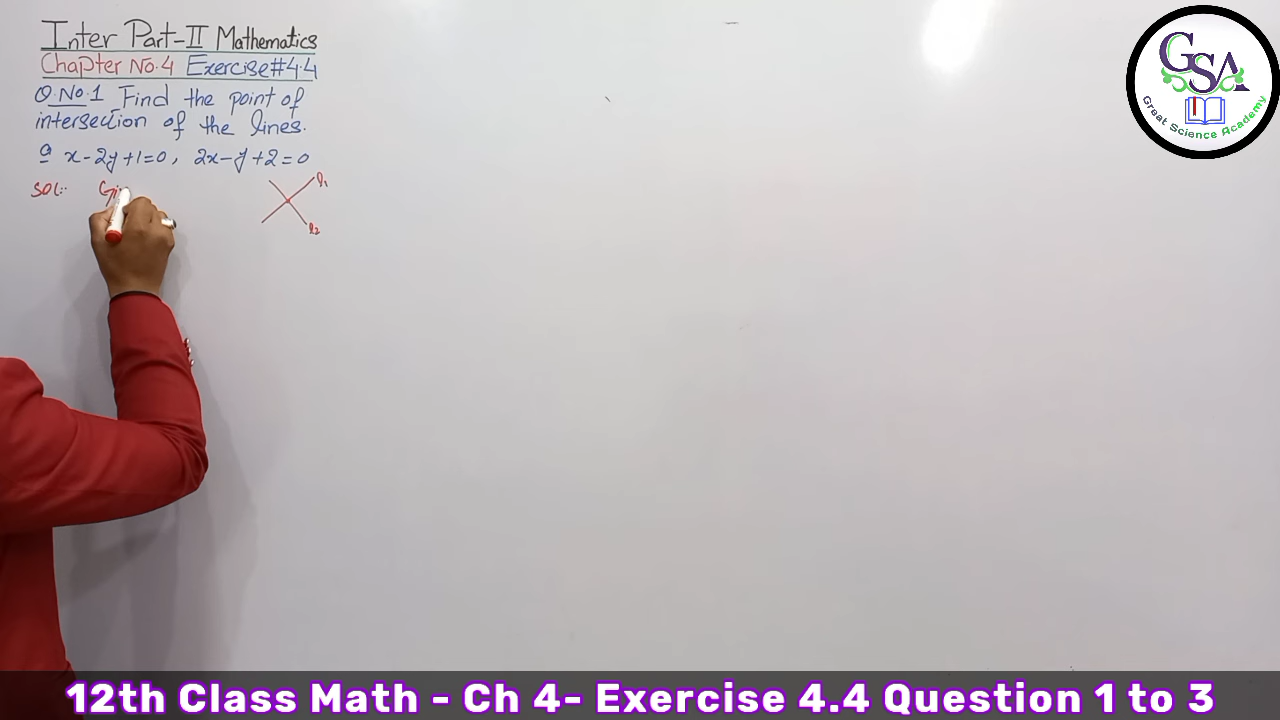 Inter Part-II Mathematics
Chapter No.4 Exercise#4.4
Q.No.1 Find the point of
intersection of the lines.
a x-2y+1=0, 2x-y+2=0
Sol:- Gi
l₁
l₂
GSA
Great Science Academy
12th Class Math - Ch 4- Exercise 4.4 Question 1 to 3